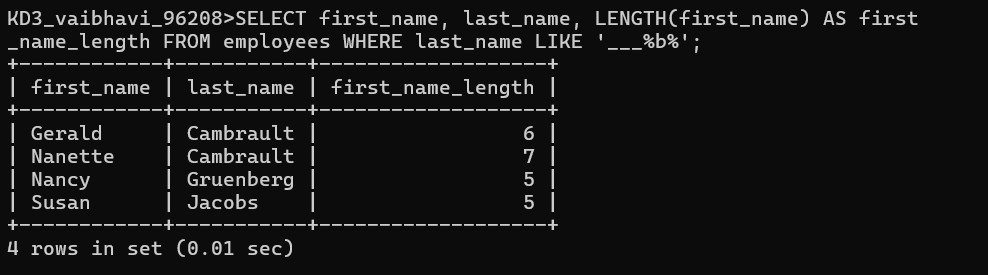 KD3_vaibhavi_96208>SELECT first_name, last_name, LENGTH(first_name) AS first
_name_length FROM employees WHERE last_name LIKE '___%b%';
+------------+-----------+-------------------+
| first_name | last_name | first_name_length |
+------------+-----------+-------------------+
| Gerald     | Cambrault |                 6 |
| Nanette    | Cambrault |                 7 |
| Nancy      | Gruenberg |                 5 |
| Susan      | Jacobs    |                 5 |
+------------+-----------+-------------------+
4 rows in set (0.01 sec)